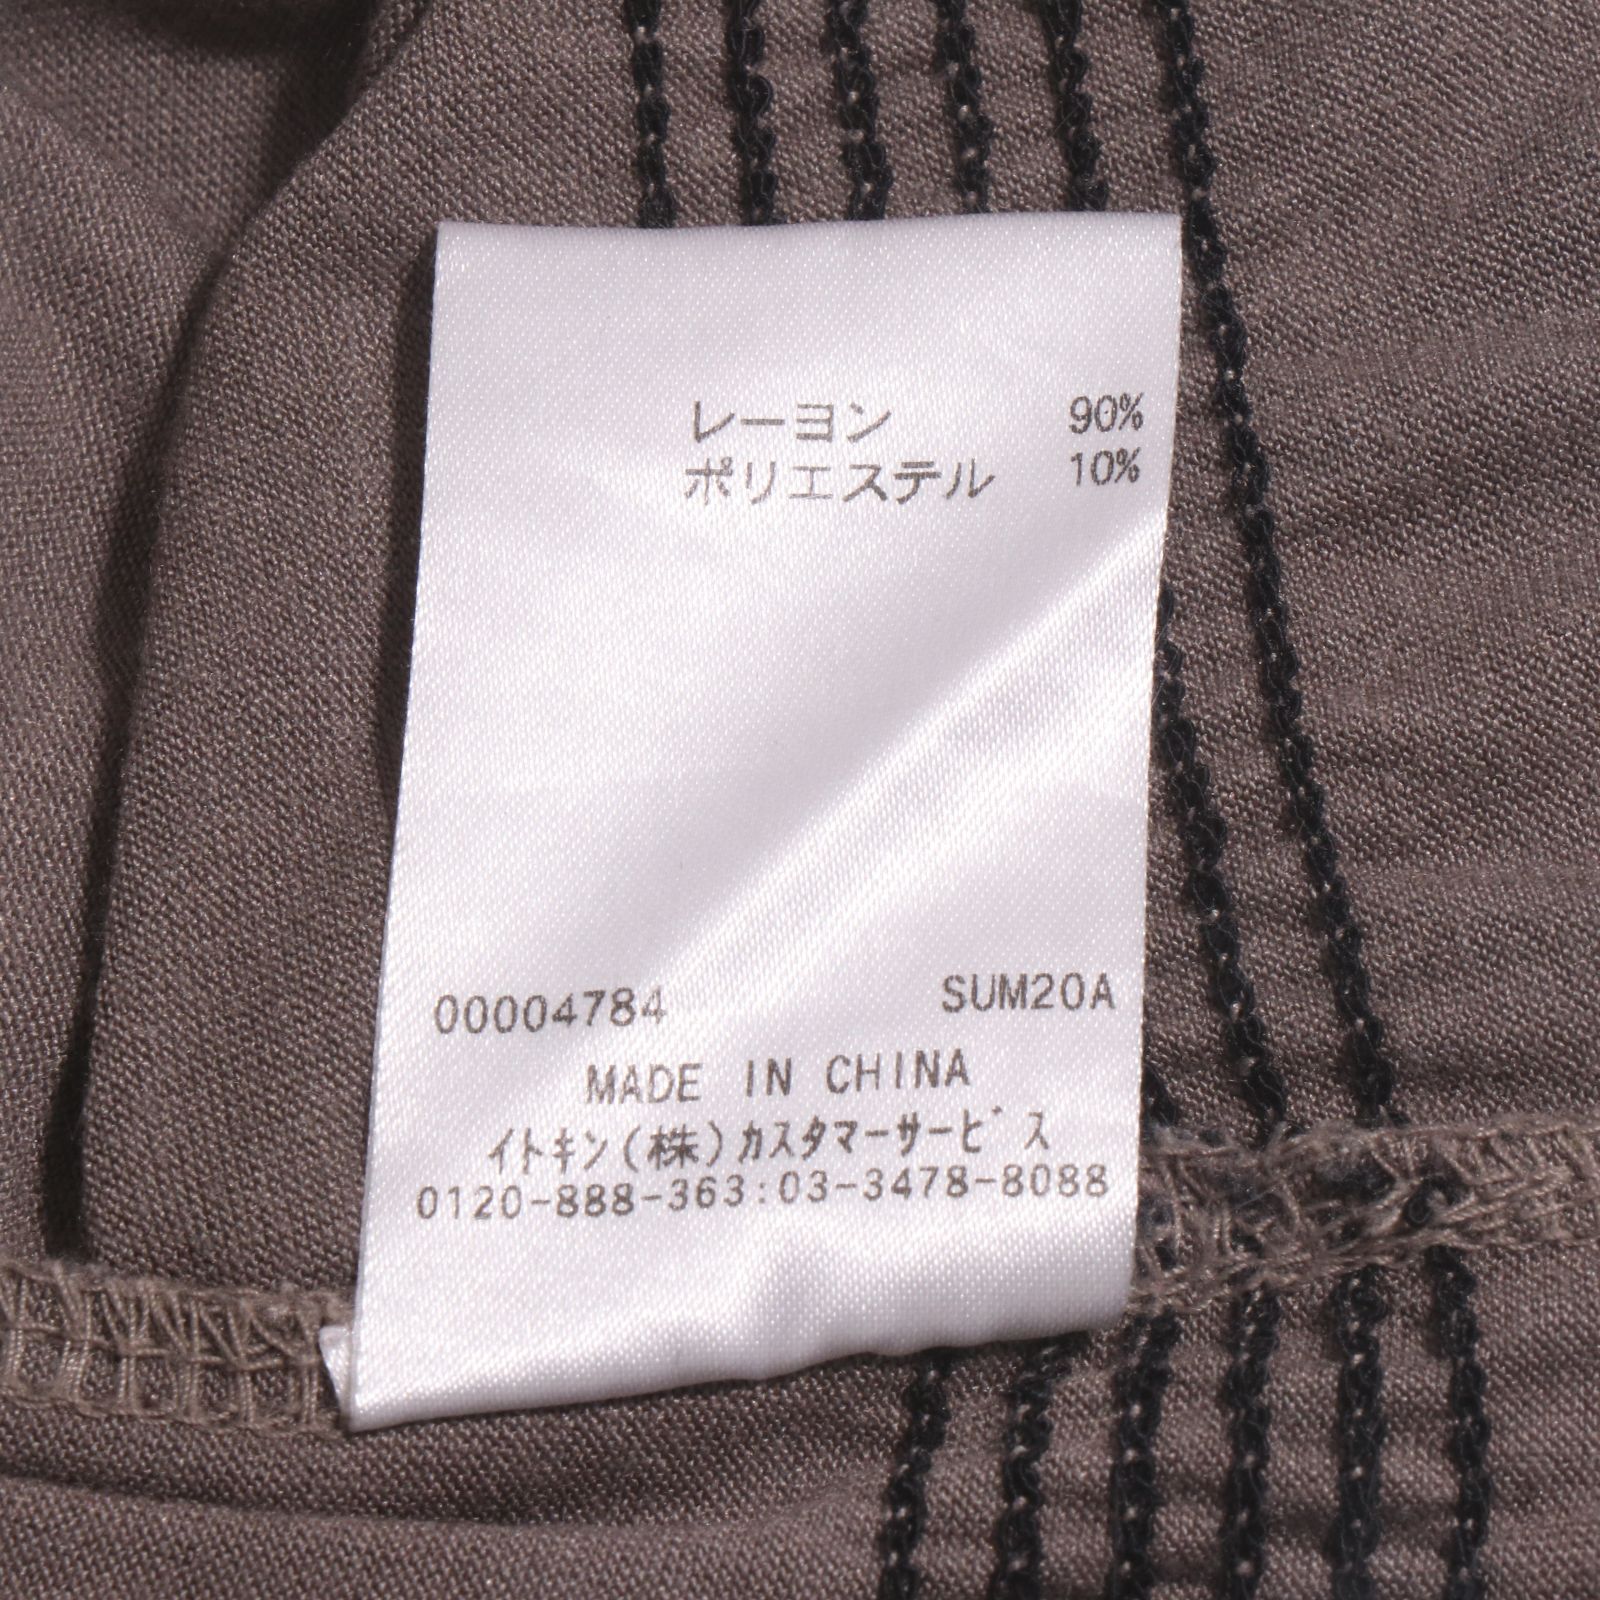 レーヨン 90%
ポリエステル 10%
00004784 SUM20A
MADE IN CHINA
イトキン(株)カスタマーサービス
0120-888-363:03-3478-8088